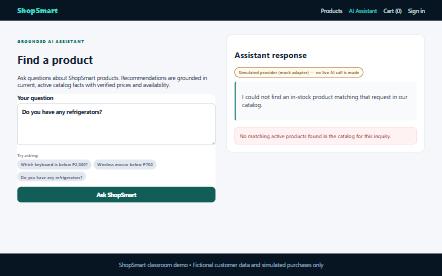 ShopSmart
Products AI Assistant Cart (0) Sign in
GROUNDED AI ASSISTANT
Find a product
Ask questions about ShopSmart products. Recommendations are grounded in current, active catalog facts with verified prices and availability.
Your question
Do you have any refrigerators?
Try asking:
Which keyboard is below ₱2,500?
Wireless mouse below ₱700
Do you have any refrigerators?
Ask ShopSmart
Assistant response
Simulated provider (mock adapter) — no live AI call is made
I could not find an in-stock product matching that request in our catalog.
No matching active products found in the catalog for this inquiry.
ShopSmart classroom demo • Fictional customer data and simulated purchases only